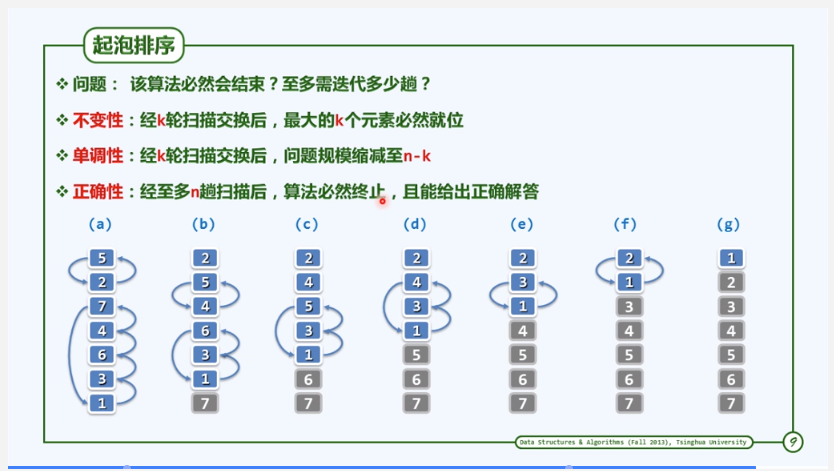 起泡排序
❖ 问题： 该算法必然会结束？至多需迭代多少趟？
❖ 不变性：经k轮扫描交换后，最大的k个元素必然就位
❖ 单调性：经k轮扫描交换后，问题规模缩减至n-k
❖ 正确性：经至多n趟扫描后，算法必然终止，且能给出正确解答
(a) (b) (c) (d) (e) (f) (g)
5 2 2 2 2 2 1
2 5 4 4 3 1 2
7 4 5 3 1 3 3
4 6 3 1 4 4 4
6 3 1 5 5 5 5
3 1 6 6 6 6 6
1 7 7 7 7 7 7
Data Structures & Algorithms (Fall 2013), Tsinghua University 9